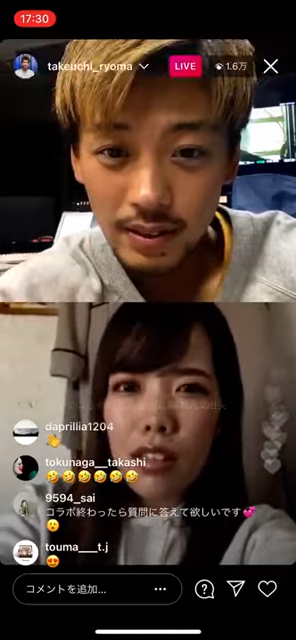 17:30
takeuchi_ryoma
LIVE
1.6万
daprillia1204
👋
tokunaga__takashi
🤣🤣🤣🤣🤣🤣
9594_sai
コラボ終わったら質問に答えて欲しいです💞
😮
touma___t.j
😍
コメントを追加...